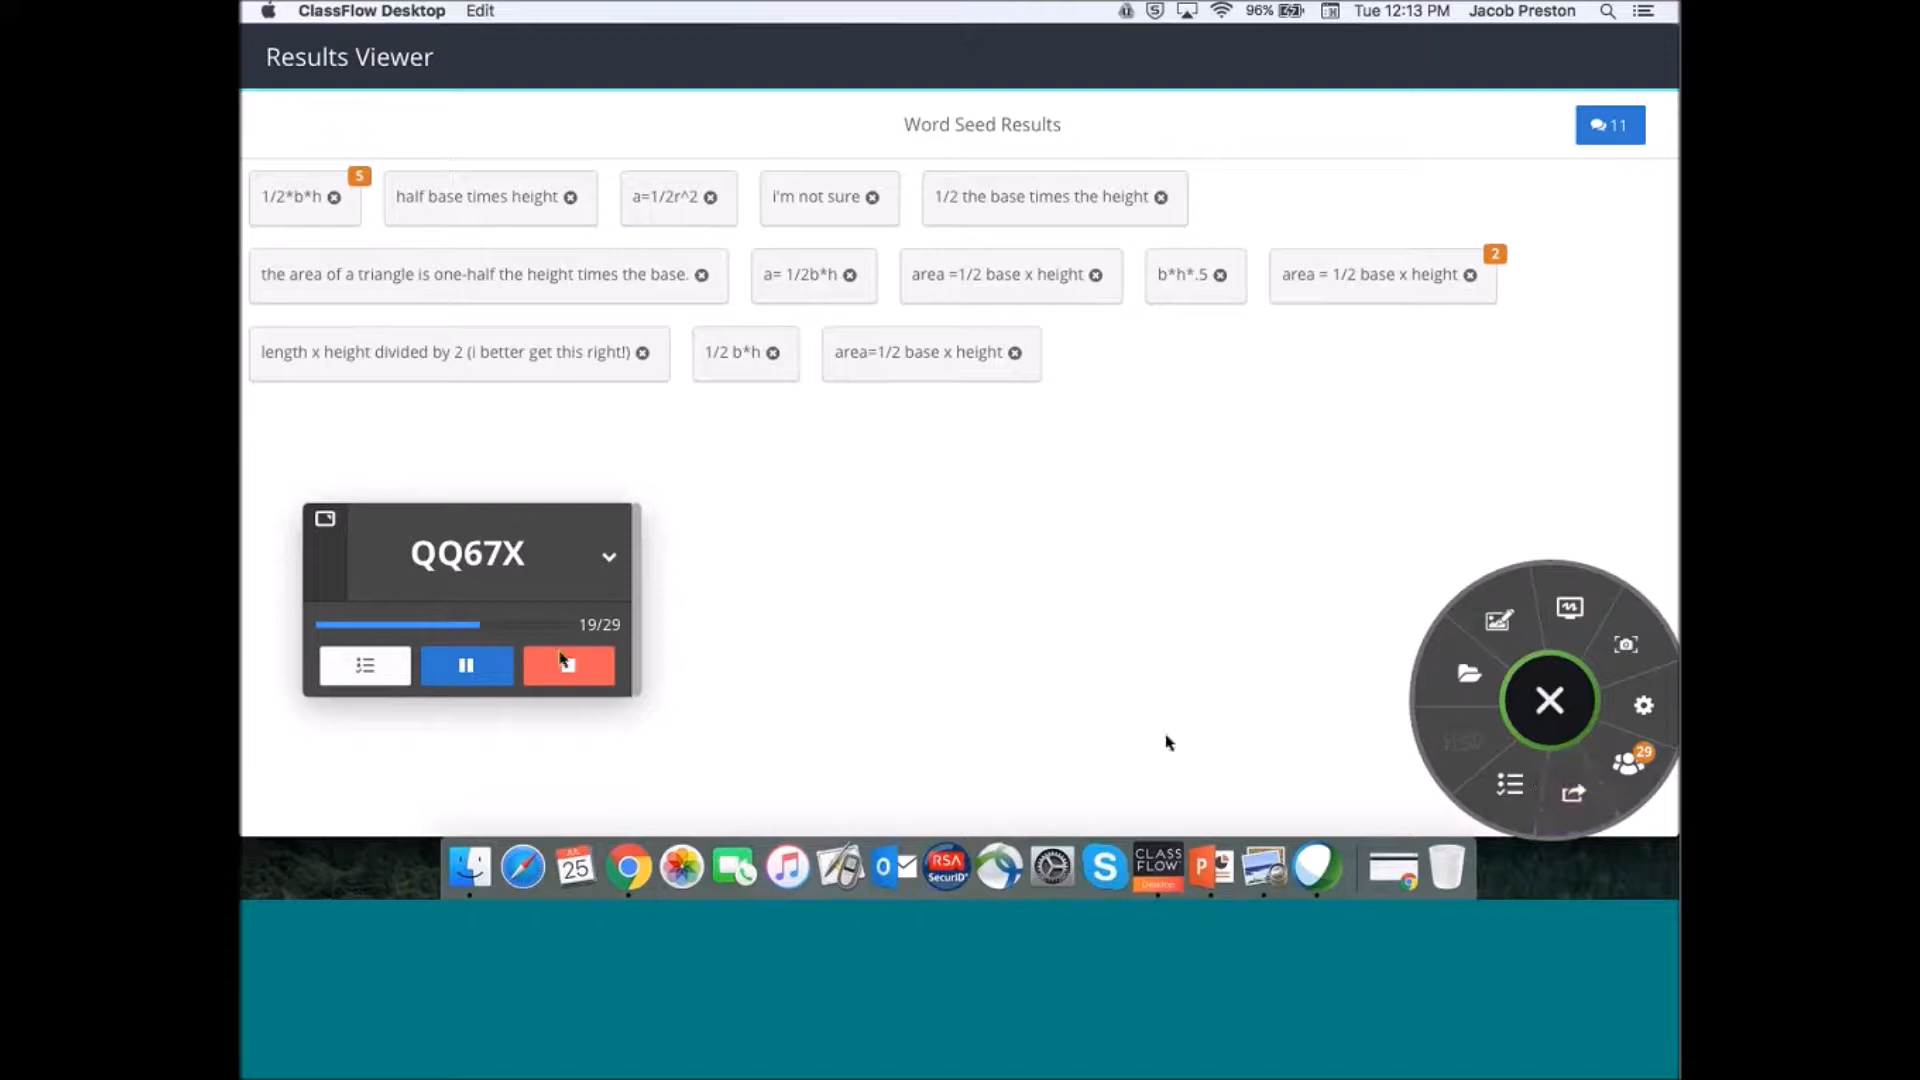 ClassFlow Desktop Edit 96% Tue 12:13 PM Jacob Preston
Results Viewer
Word Seed Results
11
5
1/2*b*h half base times height a=1/2r^2 i'm not sure 1/2 the base times the height
2
the area of a triangle is one-half the height times the base. a= 1/2b*h area =1/2 base x height b*h*.5 area = 1/2 base x height
length x height divided by 2 (i better get this right!) 1/2 b*h area=1/2 base x height
QQ67X
19/29
29
JUL
25
RSA
SecurID
CLASS
FLOW
Desktop